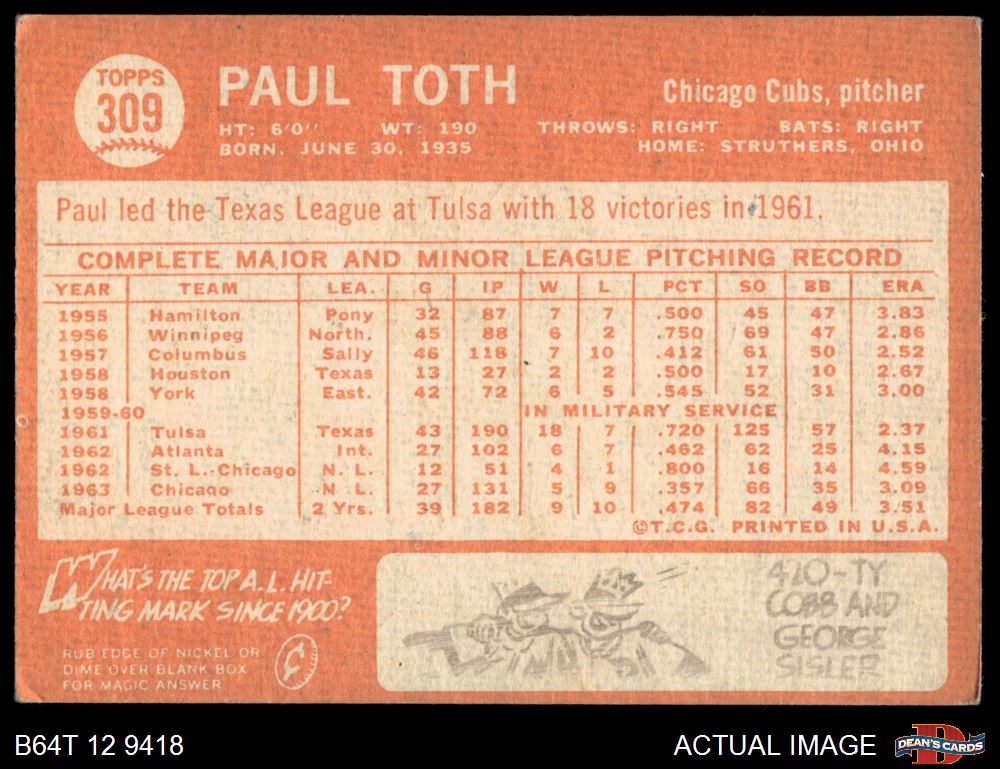 TOPPS
309
PAUL TOTH
Chicago Cubs, pitcher
HT: 6'0'' WT: 190 THROWS: RIGHT BATS: RIGHT
BORN. JUNE 30, 1935 HOME: STRUTHERS, OHIO
Paul led the Texas League at Tulsa with 18 victories in 1961.
COMPLETE MAJOR AND MINOR LEAGUE PITCHING RECORD
YEAR TEAM LEA. G IP W L PCT SO BB ERA
1955 Hamilton Pony 32 87 7 7 .500 45 47 3.83
1956 Winnipeg North. 45 88 6 2 .750 69 47 2.86
1957 Columbus Sally 46 118 7 10 .412 61 50 2.52
1958 Houston Texas 13 27 2 2 .500 17 10 2.67
1958 York East. 42 72 6 5 .545 52 31 3.00
1959-60 IN MILITARY SERVICE
1961 Tulsa Texas 43 190 18 7 .720 125 57 2.37
1962 Atlanta Int. 27 102 6 7 .462 62 25 4.15
1962 St. L.-Chicago N. L. 12 51 4 1 .800 16 14 4.59
1963 Chicago N. L. 27 131 5 9 .357 66 35 3.09
Major League Totals 2 Yrs. 39 182 9 10 .474 82 49 3.51
©T.C.G. PRINTED IN U.S.A.
WHAT'S THE TOP A.L. HIT-
TING MARK SINCE 1900?
RUB EDGE OF NICKEL OR
DIME OVER BLANK BOX
FOR MAGIC ANSWER
420-TY
COBB AND
GEORGE
SISLER
B64T 12 9418
ACTUAL IMAGE
DEAN'S CARDS